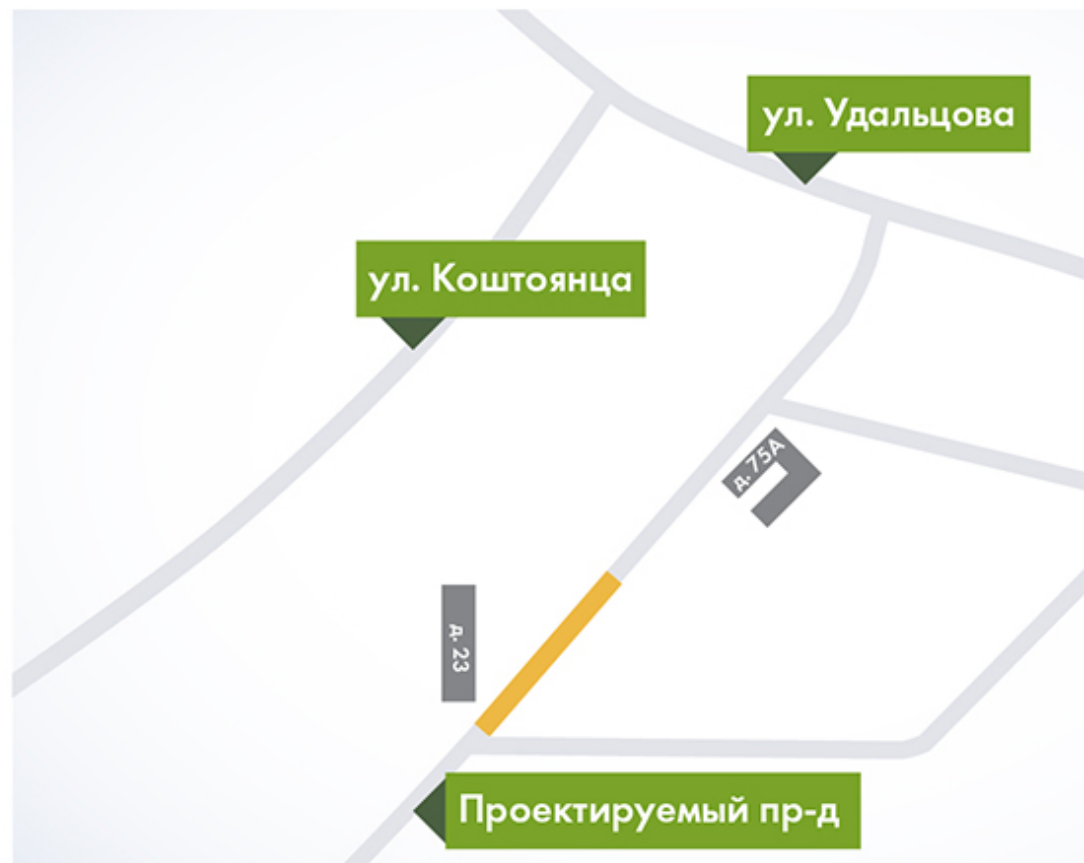 ул. Удальцова
ул. Коштоянца
д. 75А
д. 23
Проектируемый пр-д